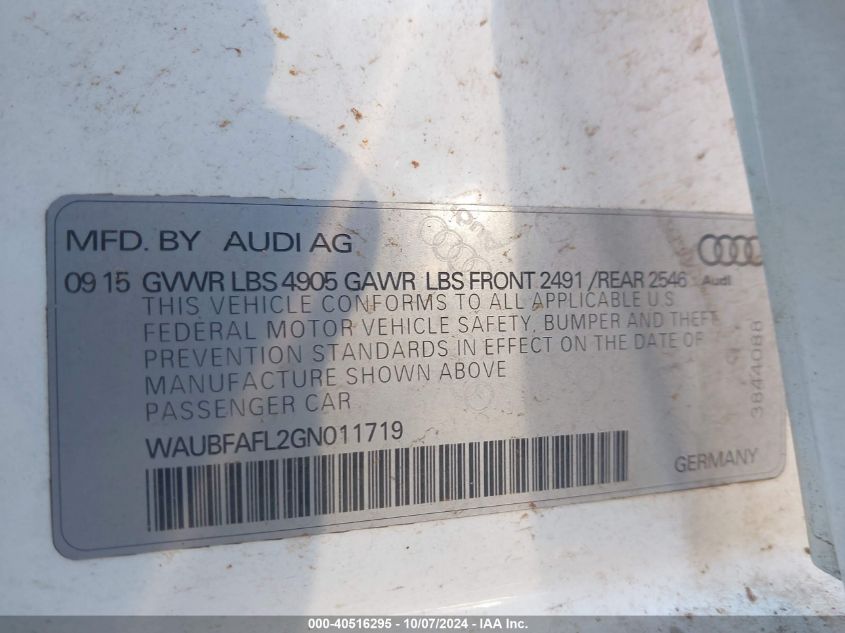 MFD. BY AUDI AG
09 15 GVWR LBS 4905 GAWR LBS FRONT 2491 /REAR 2546
Audi
THIS VEHICLE CONFORMS TO ALL APPLICABLE U.S
FEDERAL MOTOR VEHICLE SAFETY, BUMPER AND THEFT
PREVENTION STANDARDS IN EFFECT ON THE DATE OF
MANUFACTURE SHOWN ABOVE
PASSENGER CAR
3844088
WAUBFAFL2GN011719
GERMANY
000-40516295 - 10/07/2024 - IAA Inc.